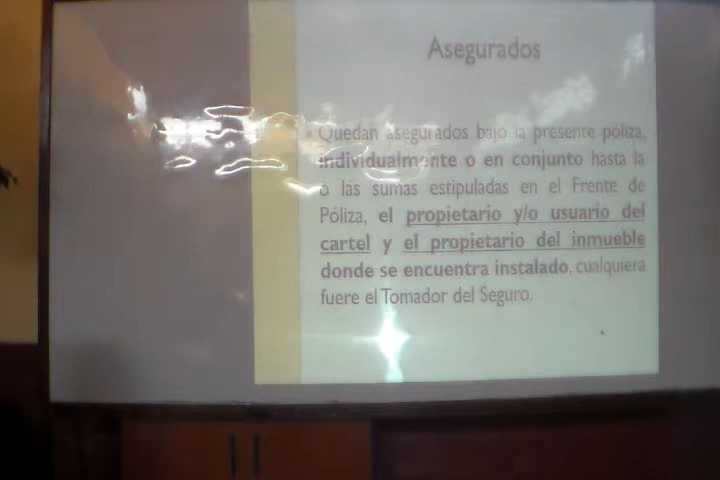 Asegurados
• Quedan asegurados bajo la presente póliza,
individualmente o en conjunto hasta la
o las sumas estipuladas en el Frente de
Póliza, el propietario y/o usuario del
cartel y el propietario del inmueble
donde se encuentra instalado, cualquiera
fuere el Tomador del Seguro.